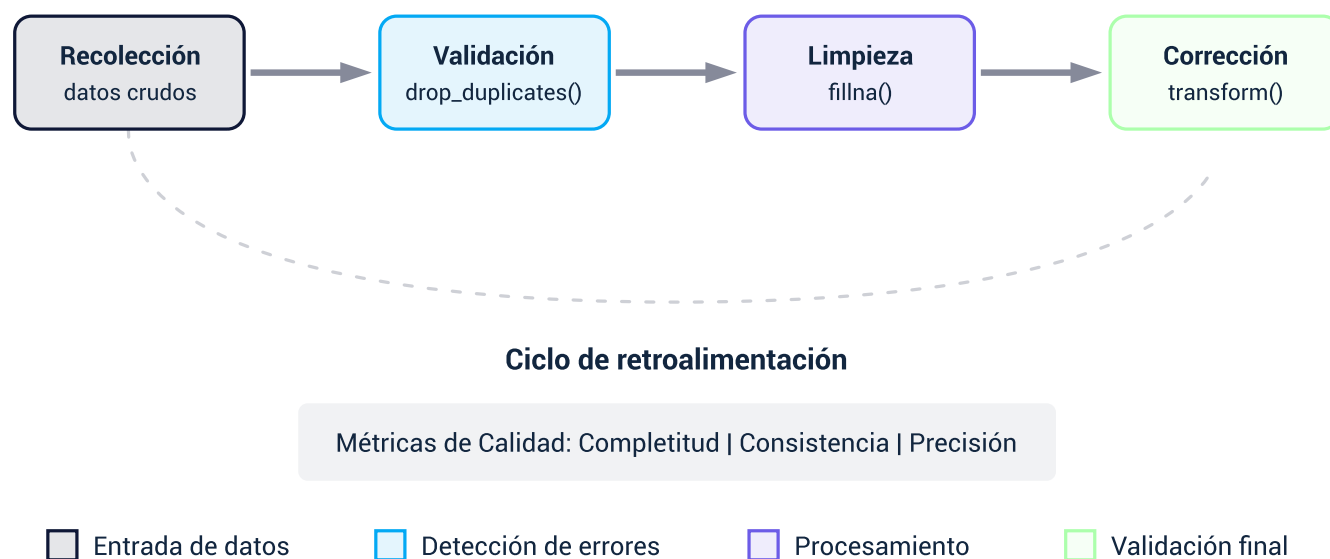 Recolección
datos crudos
Validación
drop_duplicates()
Limpieza
fillna()
Corrección
transform()
Ciclo de retroalimentación
Métricas de Calidad: Completitud | Consistencia | Precisión
Entrada de datos
Detección de errores
Procesamiento
Validación final